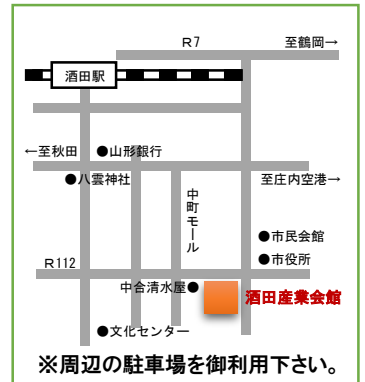 R7
至鶴岡→
酒田駅
←至秋田
●山形銀行
●八雲神社
至庄内空港→
中町モール
●市民会館
●市役所
R112
中合清水屋●
酒田産業会館
●文化センター
※周辺の駐車場を御利用下さい。